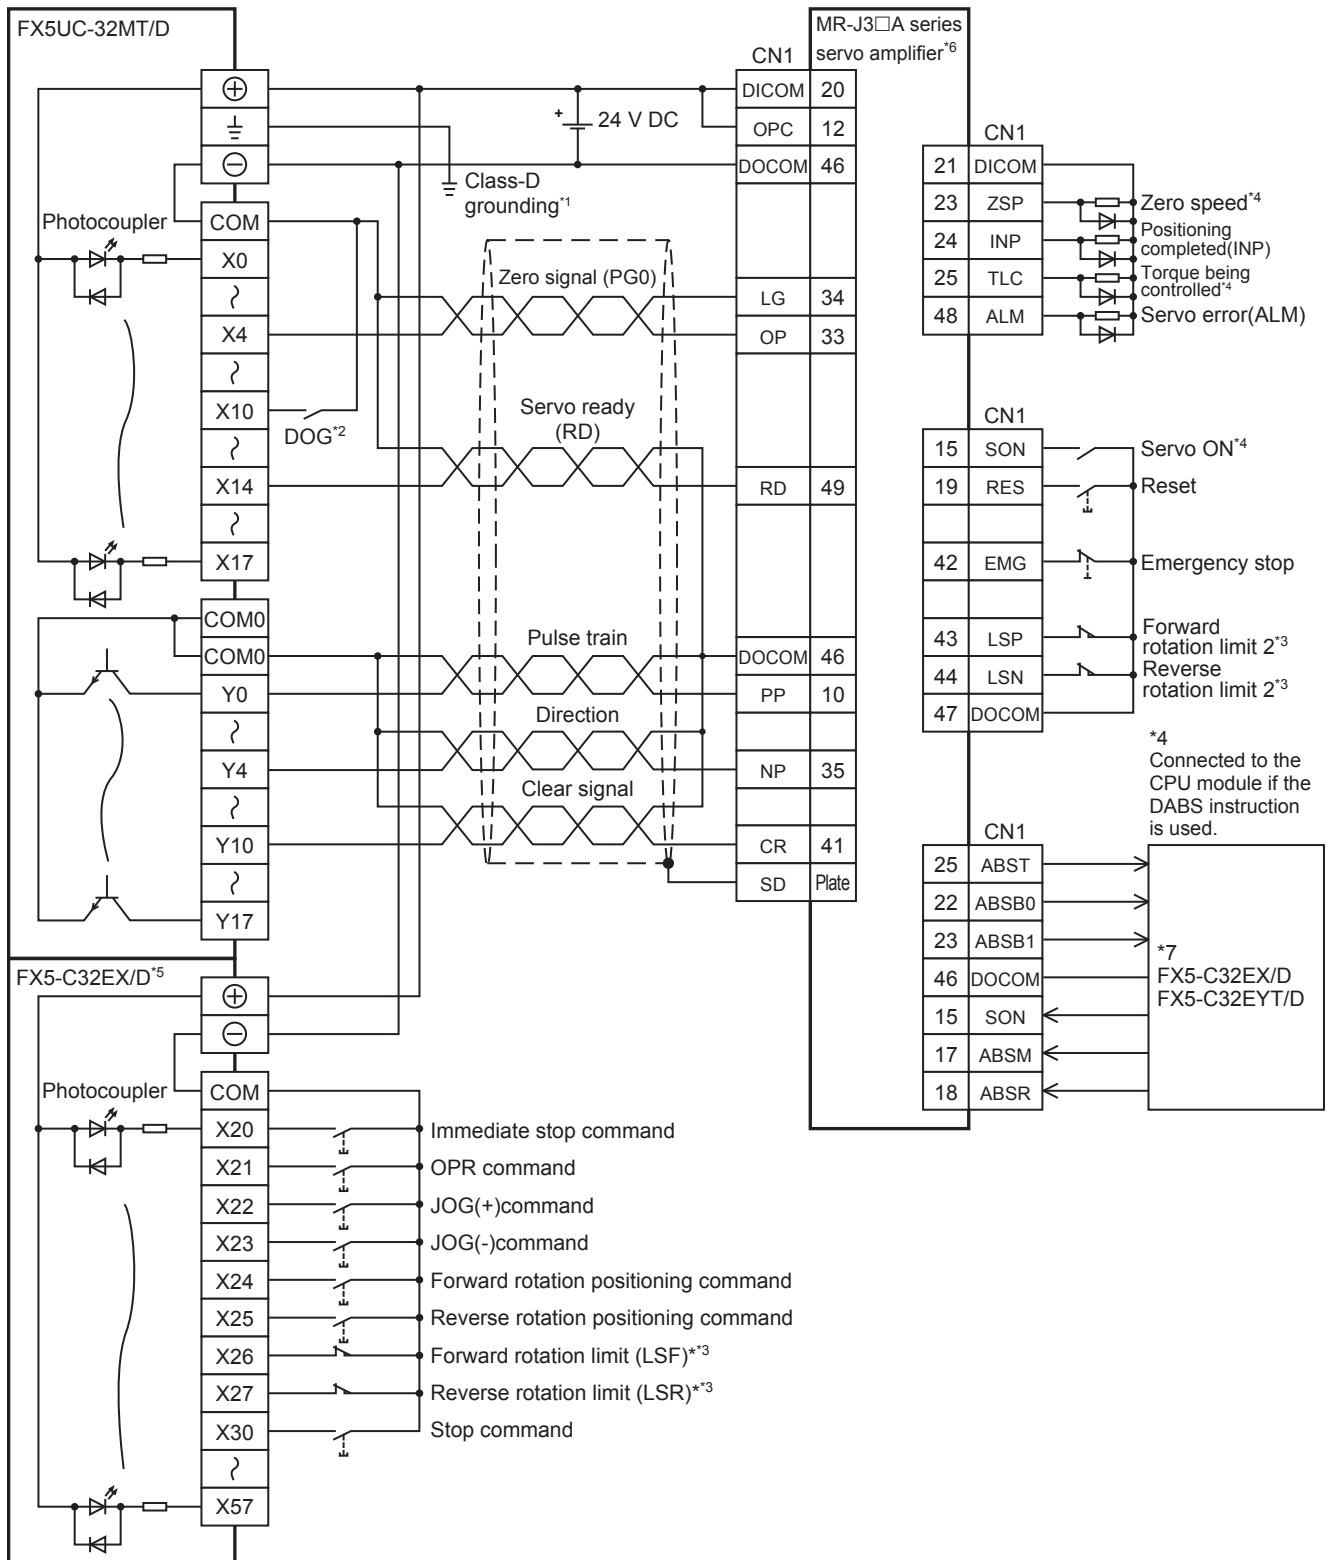 FX5UC-32MT/D
MR-J3□A series
servo amplifier*6
CN1
DICOM 20
+ 24 V DC
OPC 12
DOCOM 46
Class-D
grounding*1
Photocoupler
COM
X0
Zero signal (PG0)
LG 34
X4
OP 33
X10
DOG*2
Servo ready
(RD)
X14
RD 49
X17
COM0
COM0
Pulse train
DOCOM 46
Y0
PP 10
Direction
Y4
NP 35
Clear signal
Y10
CR 41
SD Plate
Y17
CN1
21 DICOM
23 ZSP Zero speed*4
24 INP Positioning
completed(INP)
25 TLC Torque being
controlled*4
48 ALM Servo error(ALM)
CN1
15 SON Servo ON*4
19 RES Reset
42 EMG Emergency stop
43 LSP Forward
rotation limit 2*3
44 LSN Reverse
rotation limit 2*3
47 DOCOM
*4
Connected to the
CPU module if the
DABS instruction
is used.
CN1
25 ABST
22 ABSB0
23 ABSB1
46 DOCOM
15 SON
17 ABSM
18 ABSR
*7
FX5-C32EX/D
FX5-C32EYT/D
FX5-C32EX/D*5
Photocoupler
COM
X20 Immediate stop command
X21 OPR command
X22 JOG(+)command
X23 JOG(-)command
X24 Forward rotation positioning command
X25 Reverse rotation positioning command
X26 Forward rotation limit (LSF)**3
X27 Reverse rotation limit (LSR)**3
X30 Stop command
X57